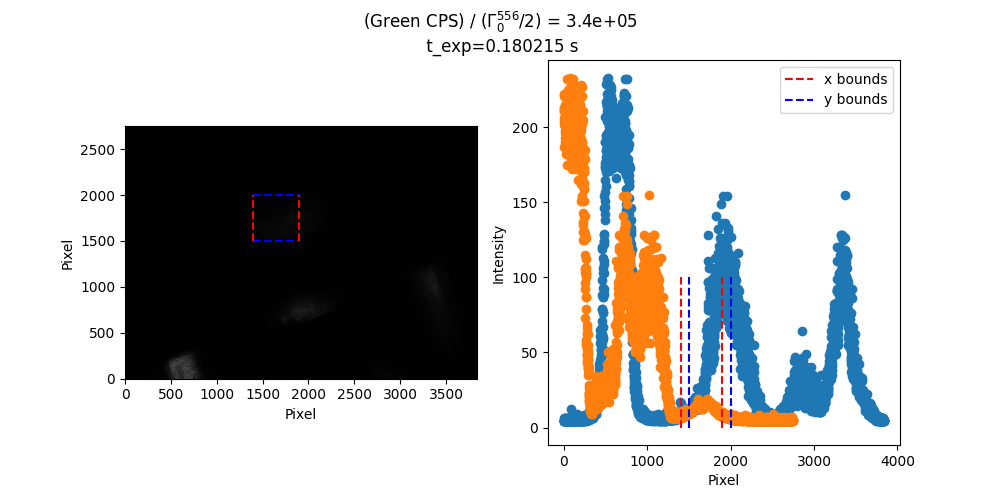 (Green CPS) / (Γ₀⁵⁵⁶/2) = 3.4e+05
t_exp=0.180215 s
Pixel
2500
2000
1500
1000
500
0
0 500 1000 1500 2000 2500 3000 3500
Pixel
Intensity
200
150
100
50
0
0 1000 2000 3000 4000
Pixel
x bounds
y bounds